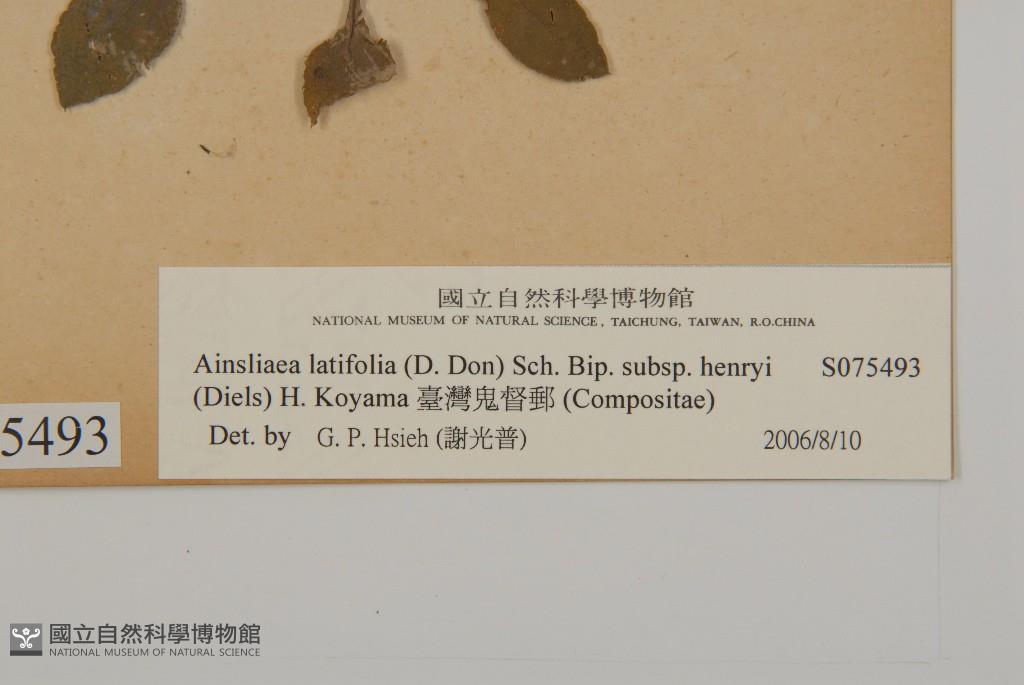 國立自然科學博物館
NATIONAL MUSEUM OF NATURAL SCIENCE, TAICHUNG, TAIWAN, R.O.CHINA
Ainsliaea latifolia (D. Don) Sch. Bip. subsp. henryi S075493
(Diels) H. Koyama 臺灣鬼督郵 (Compositae)
Det. by G. P. Hsieh (謝光普) 2006/8/10
5493
國立自然科學博物館
NATIONAL MUSEUM OF NATURAL SCIENCE